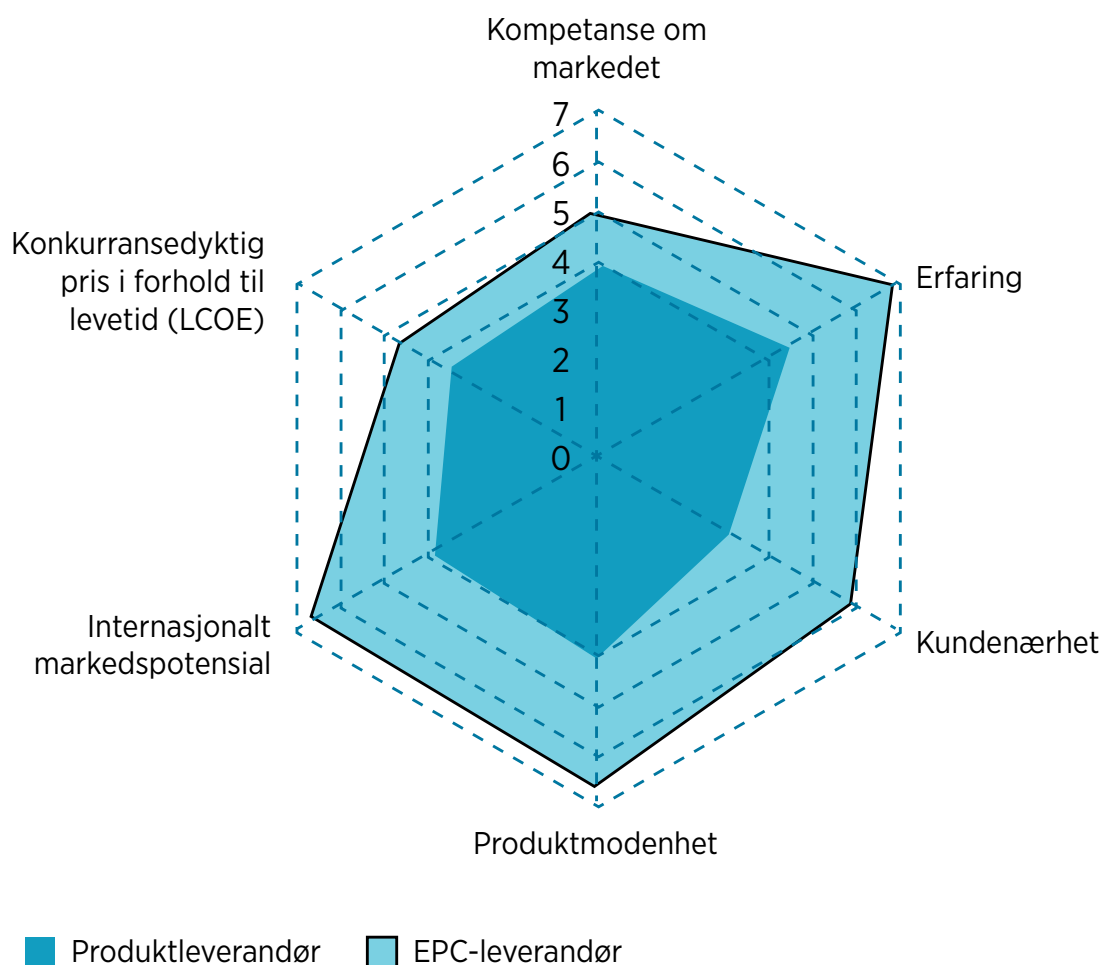 Kompetanse om
markedet
7
6
5
4
3
2
1
0
Konkurransedyktig
pris i forhold til
levetid (LCOE)
Erfaring
Internasjonalt
markedspotensial
Kundenærhet
Produktmodenhet
Produktleverandør
EPC-leverandør